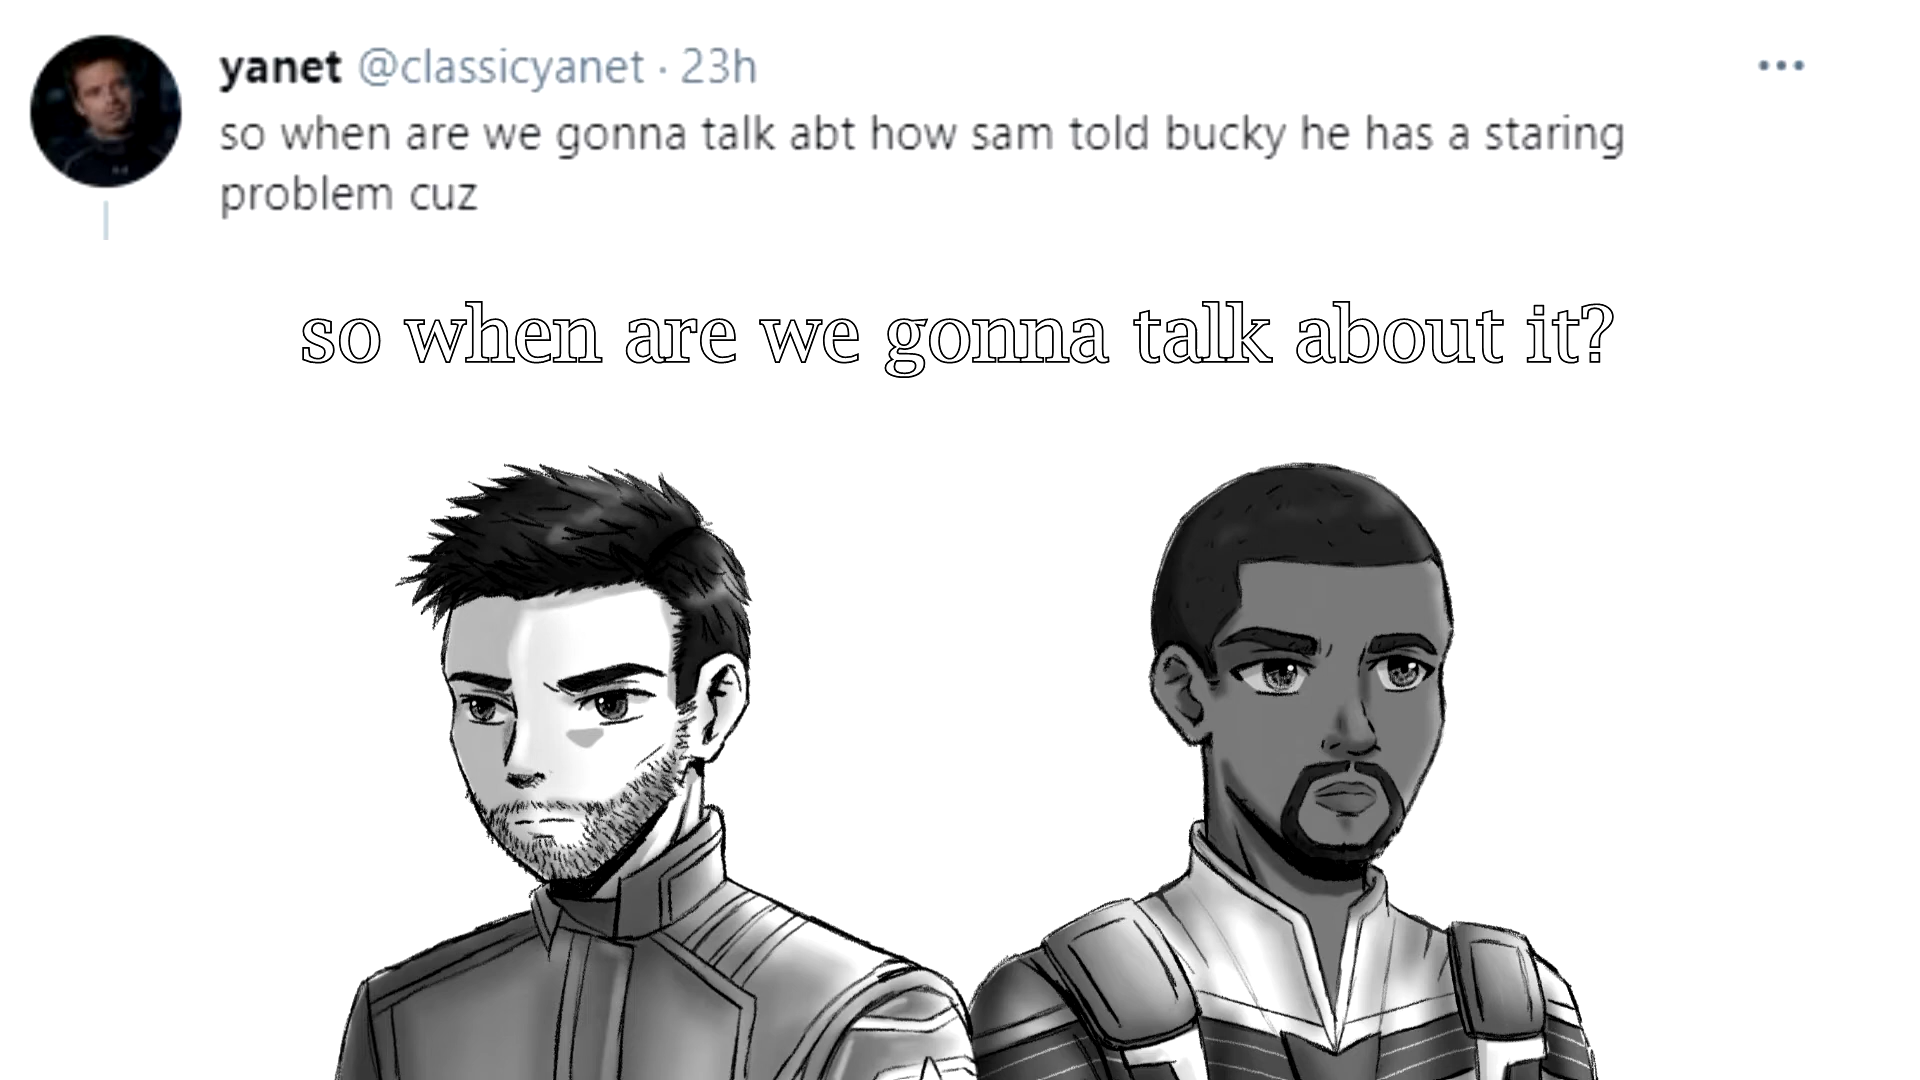 yanet @classicyanet · 23h
so when are we gonna talk abt how sam told bucky he has a staring
problem cuz
so when are we gonna talk about it?